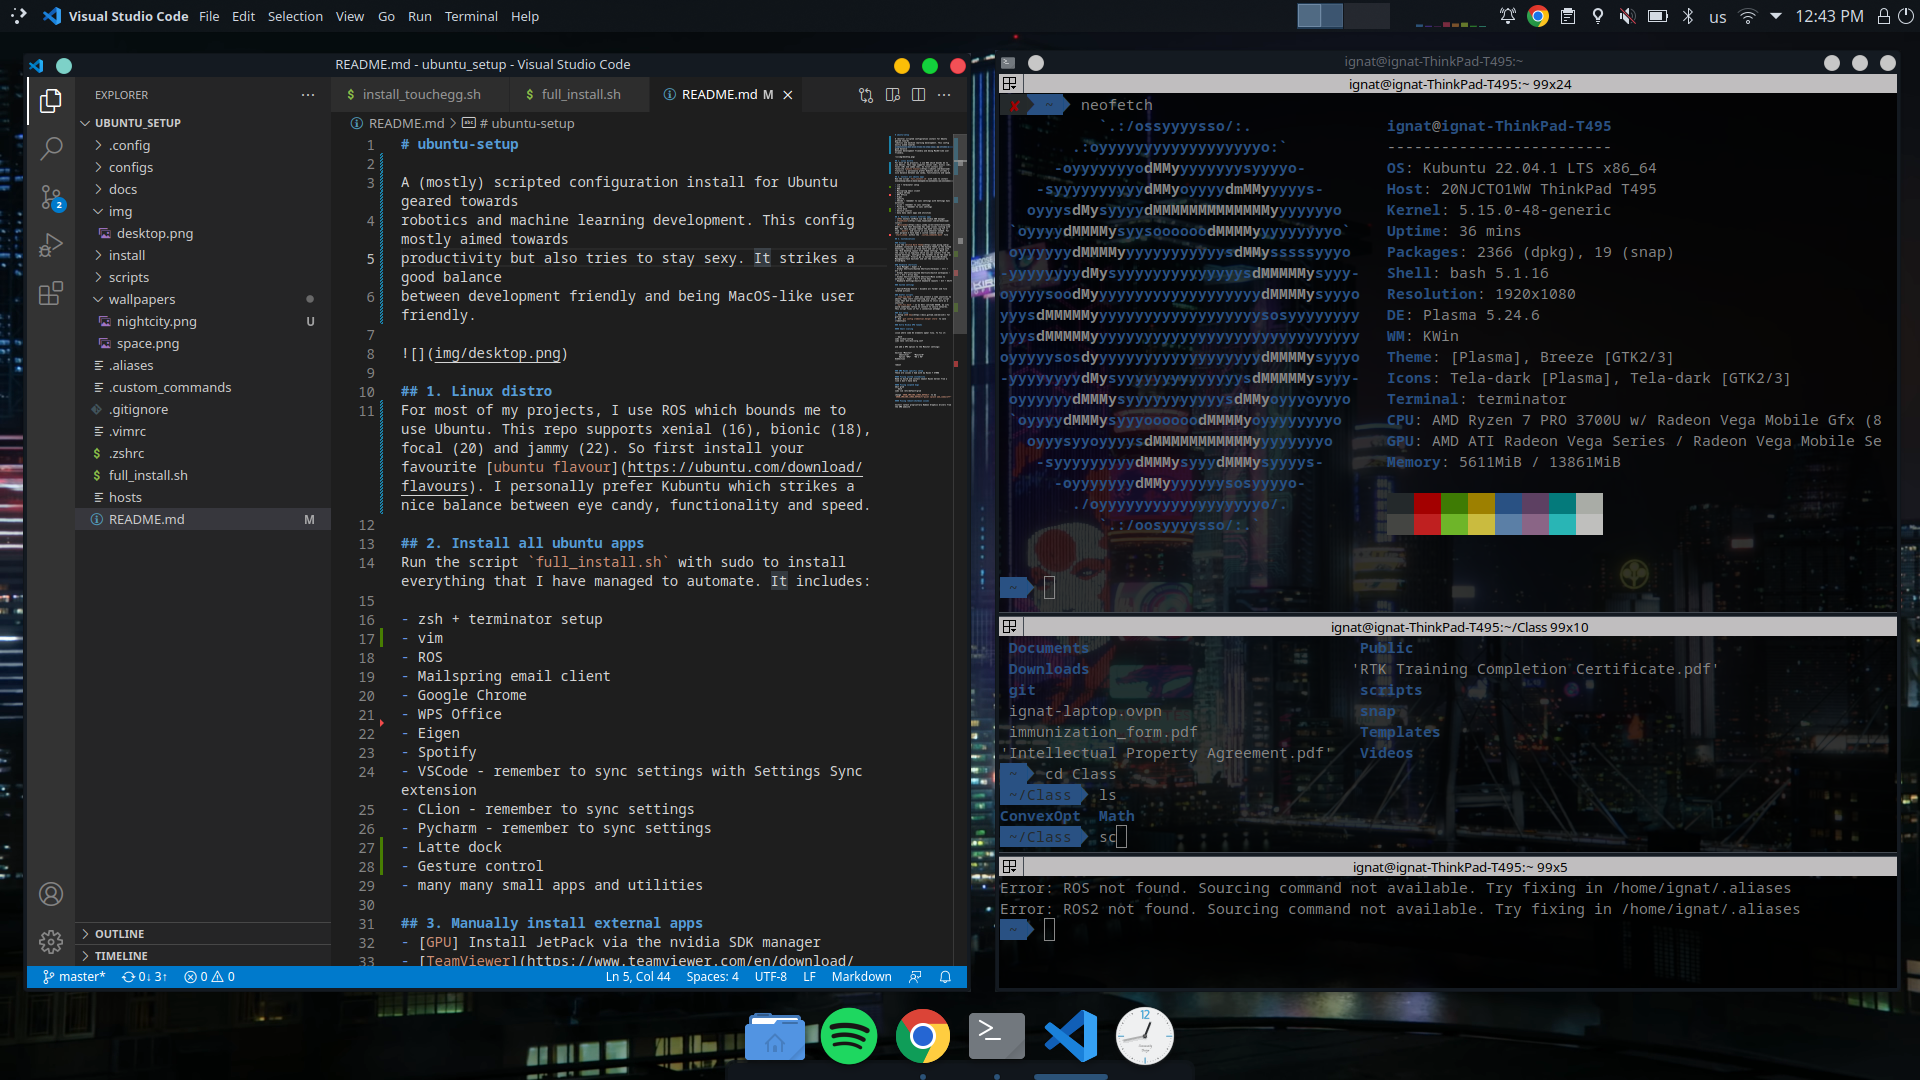 Visual Studio Code File Edit Selection View Go Run Terminal Help
us 12:43 PM
README.md - ubuntu_setup - Visual Studio Code
EXPLORER
UBUNTU_SETUP
.config
configs
docs
img
desktop.png
install
scripts
wallpapers
nightcity.png U
space.png
.aliases
.custom_commands
.gitignore
.vimrc
$ .zshrc
$ full_install.sh
hosts
README.md M
OUTLINE
TIMELINE
$ install_touchegg.sh $ full_install.sh README.md M
README.md > # ubuntu-setup
1 # ubuntu-setup
2
3 A (mostly) scripted configuration install for Ubuntu
geared towards
4 robotics and machine learning development. This config
mostly aimed towards
5 productivity but also tries to stay sexy. It strikes a
good balance
6 between development friendly and being MacOS-like user
friendly.
7
8 ![](img/desktop.png)
9
10 ## 1. Linux distro
11 For most of my projects, I use ROS which bounds me to
use Ubuntu. This repo supports xenial (16), bionic (18),
focal (20) and jammy (22). So first install your
favourite [ubuntu flavour](https://ubuntu.com/download/
flavours). I personally prefer Kubuntu which strikes a
nice balance between eye candy, functionality and speed.
12
13 ## 2. Install all ubuntu apps
14 Run the script `full_install.sh` with sudo to install
everything that I have managed to automate. It includes:
15
16 - zsh + terminator setup
17 - vim
18 - ROS
19 - Mailspring email client
20 - Google Chrome
21 - WPS Office
22 - Eigen
23 - Spotify
24 - VSCode - remember to sync settings with Settings Sync
extension
25 - CLion - remember to sync settings
26 - Pycharm - remember to sync settings
27 - Latte dock
28 - Gesture control
29 - many many small apps and utilities
30
31 ## 3. Manually install external apps
32 - [GPU] Install JetPack via the nvidia SDK manager
33 - [TeamViewer](https://www.teamviewer.com/en/download/
2
master* 0↓ 3↑ 0 0 Ln 5, Col 44 Spaces: 4 UTF-8 LF Markdown
ignat@ignat-ThinkPad-T495:~
ignat@ignat-ThinkPad-T495:~ 99x24
~ neofetch
ignat@ignat-ThinkPad-T495
-------------------------
OS: Kubuntu 22.04.1 LTS x86_64
Host: 20NJCTO1WW ThinkPad T495
Kernel: 5.15.0-48-generic
Uptime: 36 mins
Packages: 2366 (dpkg), 19 (snap)
Shell: bash 5.1.16
Resolution: 1920x1080
DE: Plasma 5.24.6
WM: KWin
Theme: [Plasma], Breeze [GTK2/3]
Icons: Tela-dark [Plasma], Tela-dark [GTK2/3]
Terminal: terminator
CPU: AMD Ryzen 7 PRO 3700U w/ Radeon Vega Mobile Gfx (8
GPU: AMD ATI Radeon Vega Series / Radeon Vega Mobile Se
Memory: 5611MiB / 13861MiB
~
ignat@ignat-ThinkPad-T495:~/Class 99x10
Documents Public
Downloads 'RTK Training Completion Certificate.pdf'
git scripts
ignat-laptop.ovpn snap
immunization_form.pdf Templates
'Intellectual Property Agreement.pdf' Videos
~ cd Class
~/Class ls
ConvexOpt Math
~/Class sc
ignat@ignat-ThinkPad-T495:~ 99x5
Error: ROS not found. Sourcing command not available. Try fixing in /home/ignat/.aliases
Error: ROS2 not found. Sourcing command not available. Try fixing in /home/ignat/.aliases
~
12